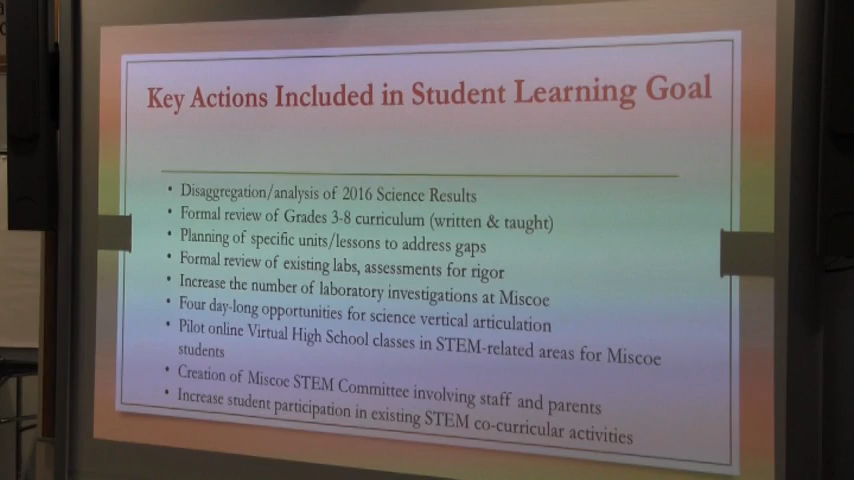 Key Actions Included in Student Learning Goal
• Disaggregation/analysis of 2016 Science Results
• Formal review of Grades 3-8 curriculum (written & taught)
• Planning of specific units/lessons to address gaps
• Formal review of existing labs, assessments for rigor
• Increase the number of laboratory investigations at Miscoe
• Four day-long opportunities for science vertical articulation
• Pilot online Virtual High School classes in STEM-related areas for Miscoe
students
• Creation of Miscoe STEM Committee involving staff and parents
• Increase student participation in existing STEM co-curricular activities